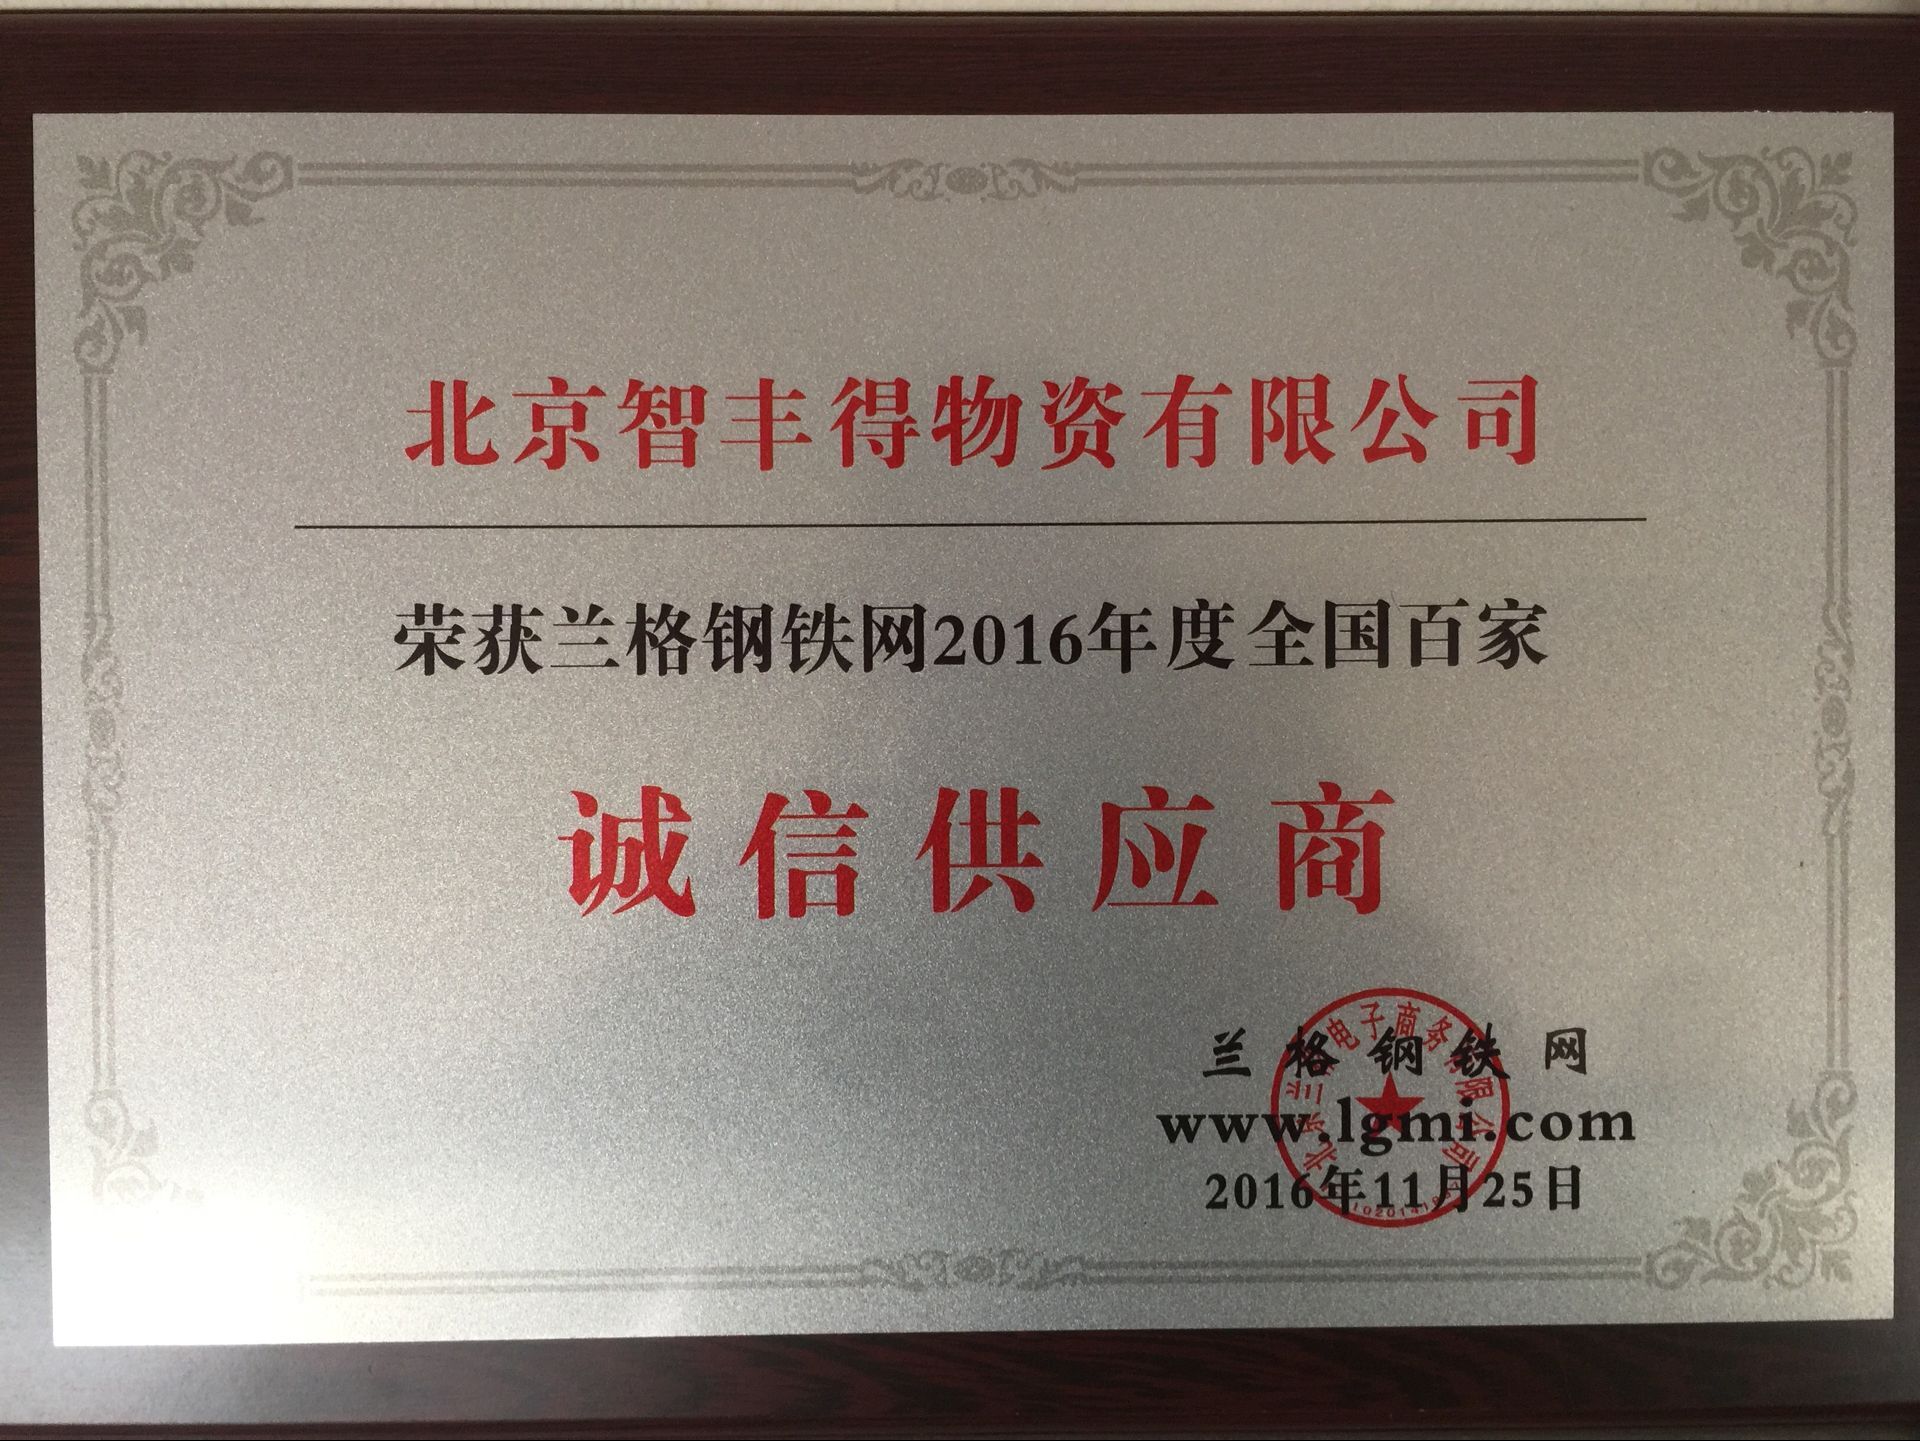 北京智丰得物资有限公司
荣获兰格钢铁网2016年度全国百家
诚信供应商
兰格钢铁网
www.lgmi.com
2016年11月25日